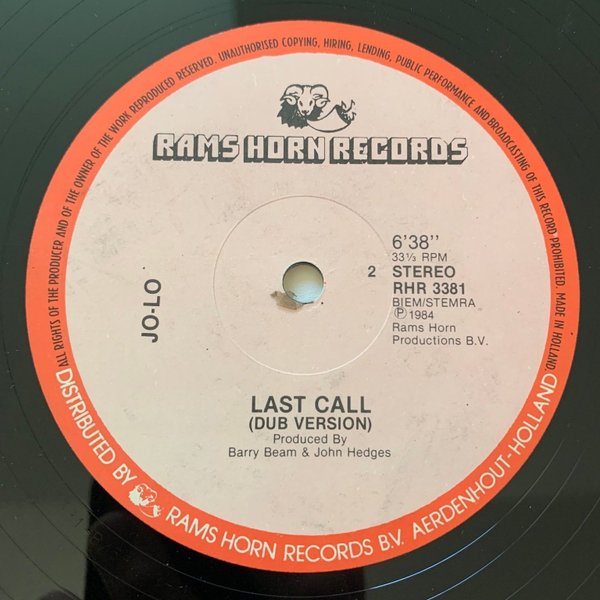 ALL RIGHTS OF THE PRODUCER AND OF THE OWNER OF THE WORK REPRODUCED RESERVED. UNAUTHORISED COPYING, HIRING, LENDING, PUBLIC PERFORMANCE AND BROADCASTING OF THIS RECORD PROHIBITED. MADE IN HOLLAND.
RAMS HORN RECORDS
6'38''
33⅓ RPM
2 STEREO
RHR 3381
BIEM/STEMRA
℗ 1984
Rams Horn
Productions B.V.
JO-LO
LAST CALL
(DUB VERSION)
Produced By
Barry Beam & John Hedges
DISTRIBUTED BY RAMS HORN RECORDS B.V. AERDENHOUT-HOLLAND